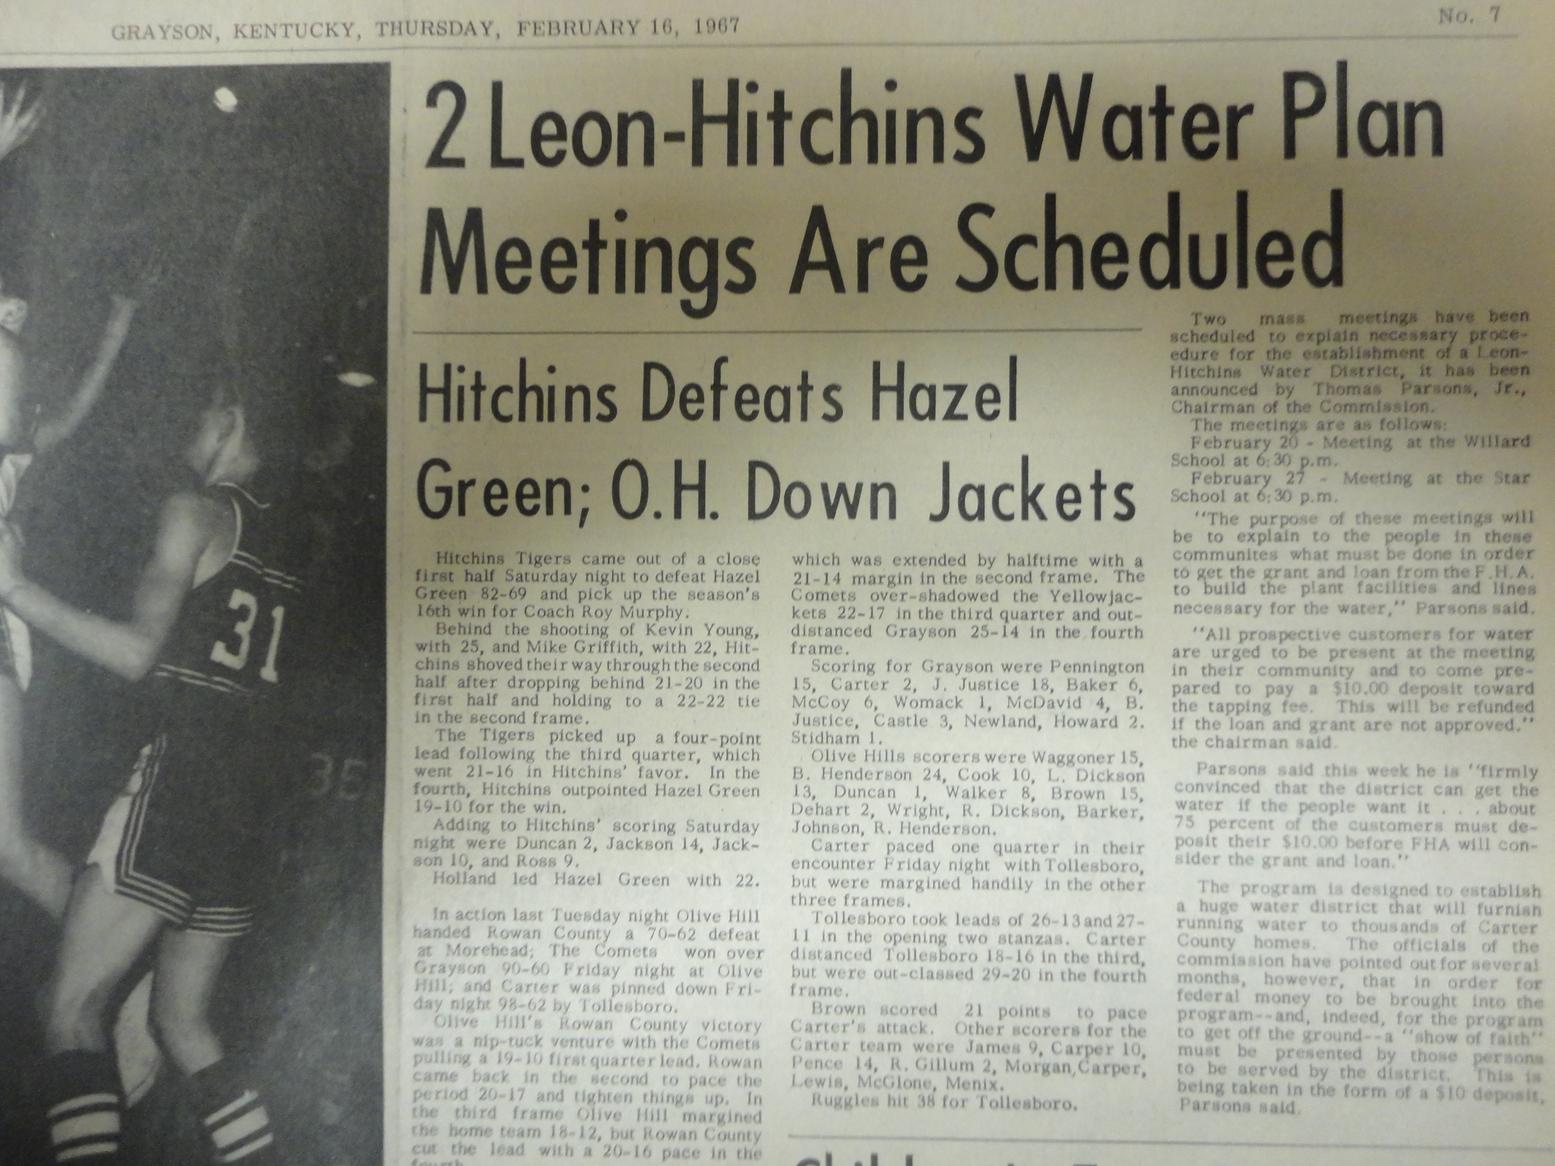 GRAYSON, KENTUCKY, THURSDAY, FEBRUARY 16, 1967
No. 7
2 Leon-Hitchins Water Plan
Meetings Are Scheduled
Hitchins Defeats Hazel
Green; O.H. Down Jackets
Hitchins Tigers came out of a close
first half Saturday night to defeat Hazel
Green 82-69 and pick up the season's
16th win for Coach Roy Murphy.
Behind the shooting of Kevin Young,
with 25, and Mike Griffith, with 22, Hit-
chins shoved their way through the second
half after dropping behind 21-20 in the
first half and holding to a 22-22 tie
in the second frame.
The Tigers picked up a four-point
lead following the third quarter, which
went 21-16 in Hitchins' favor. In the
fourth, Hitchins outpointed Hazel Green
19-10 for the win.
Adding to Hitchins' scoring Saturday
night were Duncan 2, Jackson 14, Jack-
son 10, and Ross 9.
Holland led Hazel Green with 22.
In action last Tuesday night Olive Hill
handed Rowan County a 70-62 defeat
at Morehead; The Comets won over
Grayson 90-60 Friday night at Olive
Hill; and Carter was pinned down Fri-
day night 98-62 by Tollesboro.
Olive Hill's Rowan County victory
was a nip-tuck venture with the Comets
pulling a 19-10 first quarter lead. Rowan
came back in the second to pace the
period 20-17 and tighten things up. In
the third frame Olive Hill margined
the home team 18-12, but Rowan County
cut the lead with a 20-16 pace in the
which was extended by halftime with a
21-14 margin in the second frame. The
Comets over-shadowed the Yellowjac-
kets 22-17 in the third quarter and out-
distanced Grayson 25-14 in the fourth
frame.
Scoring for Grayson were Pennington
15, Carter 2, J. Justice 18, Baker 6,
McCoy 6, Womack 1, McDavid 4, B.
Justice, Castle 3, Newland, Howard 2.
Stidham 1.
Olive Hills scorers were Waggoner 15,
B. Henderson 24, Cook 10, L. Dickson
13, Duncan 1, Walker 8, Brown 15,
Dehart 2, Wright, R. Dickson, Barker,
Johnson, R. Henderson.
Carter paced one quarter in their
encounter Friday night with Tollesboro,
but were margined handily in the other
three frames.
Tollesboro took leads of 26-13 and 27-
11 in the opening two stanzas. Carter
distanced Tollesboro 18-16 in the third,
but were out-classed 29-20 in the fourth
frame.
Brown scored 21 points to pace
Carter's attack. Other scorers for the
Carter team were James 9, Carper 10,
Pence 14, R. Gillum 2, Morgan, Carper,
Lewis, McGlone, Menix.
Ruggles hit 38 for Tollesboro.
Two mass meetings have been
scheduled to explain necessary proce-
edure for the establishment of a Leon-
Hitchins Water District, it has been
announced by Thomas Parsons, Jr.,
Chairman of the Commission.
The meetings are as follows:
February 20 - Meeting at the Willard
School at 6:30 p.m.
February 27 - Meeting at the Star
School at 6:30 p.m.
"The purpose of these meetings will
be to explain to the people in these
communites what must be done in order
to get the grant and loan from the F.H.A.
to build the plant facilities and lines
necessary for the water," Parsons said.
"All prospective customers for water
are urged to be present at the meeting
in their community and to come pre-
pared to pay a $10.00 deposit toward
the tapping fee. This will be refunded
if the loan and grant are not approved."
the chairman said.
Parsons said this week he is "firmly
convinced that the district can get the
water if the people want it . . . about
75 percent of the customers must de-
posit their $10.00 before FHA will con-
sider the grant and loan."
The program is designed to establish
a huge water district that will furnish
running water to thousands of Carter
County homes. The officials of the
commission have pointed out for several
months, however, that in order for
federal money to be brought into the
program--and, indeed, for the program
to get off the ground--a "show of faith"
must be presented by those persons
to be served by the district. This is
being taken in the form of a $10 deposit,
Parsons said.
31
35